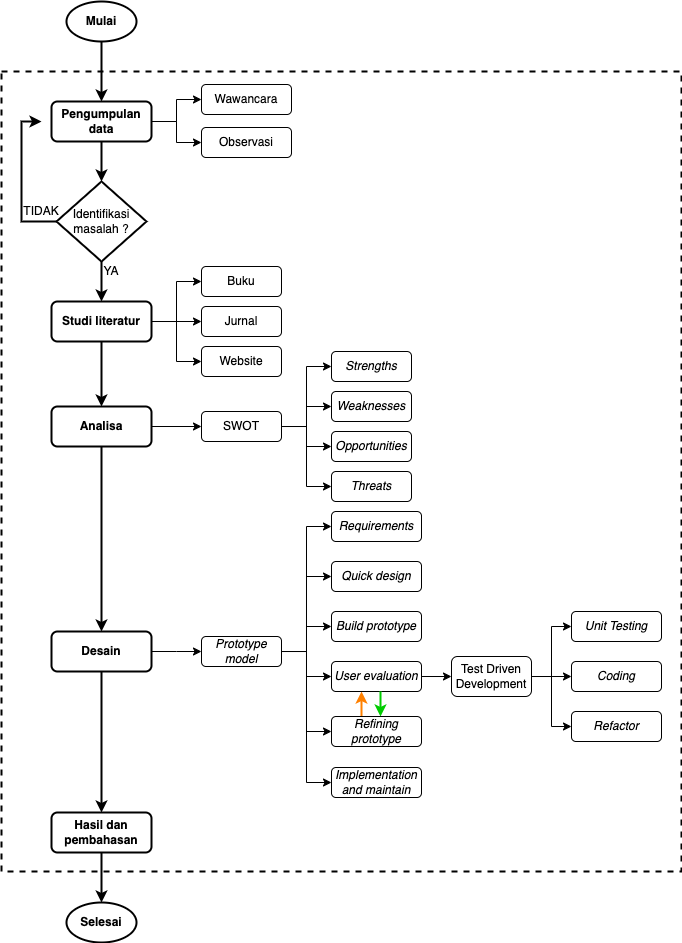 Mulai
Pengumpulan
data
Wawancara
Observasi
TIDAK
Identifikasi
masalah ?
YA
Studi literatur
Buku
Jurnal
Website
Analisa
SWOT
Strengths
Weaknesses
Opportunities
Threats
Desain
Prototype
model
Requirements
Quick design
Build prototype
User evaluation
Refining
prototype
Implementation
and maintain
Test Driven
Development
Unit Testing
Coding
Refactor
Hasil dan
pembahasan
Selesai